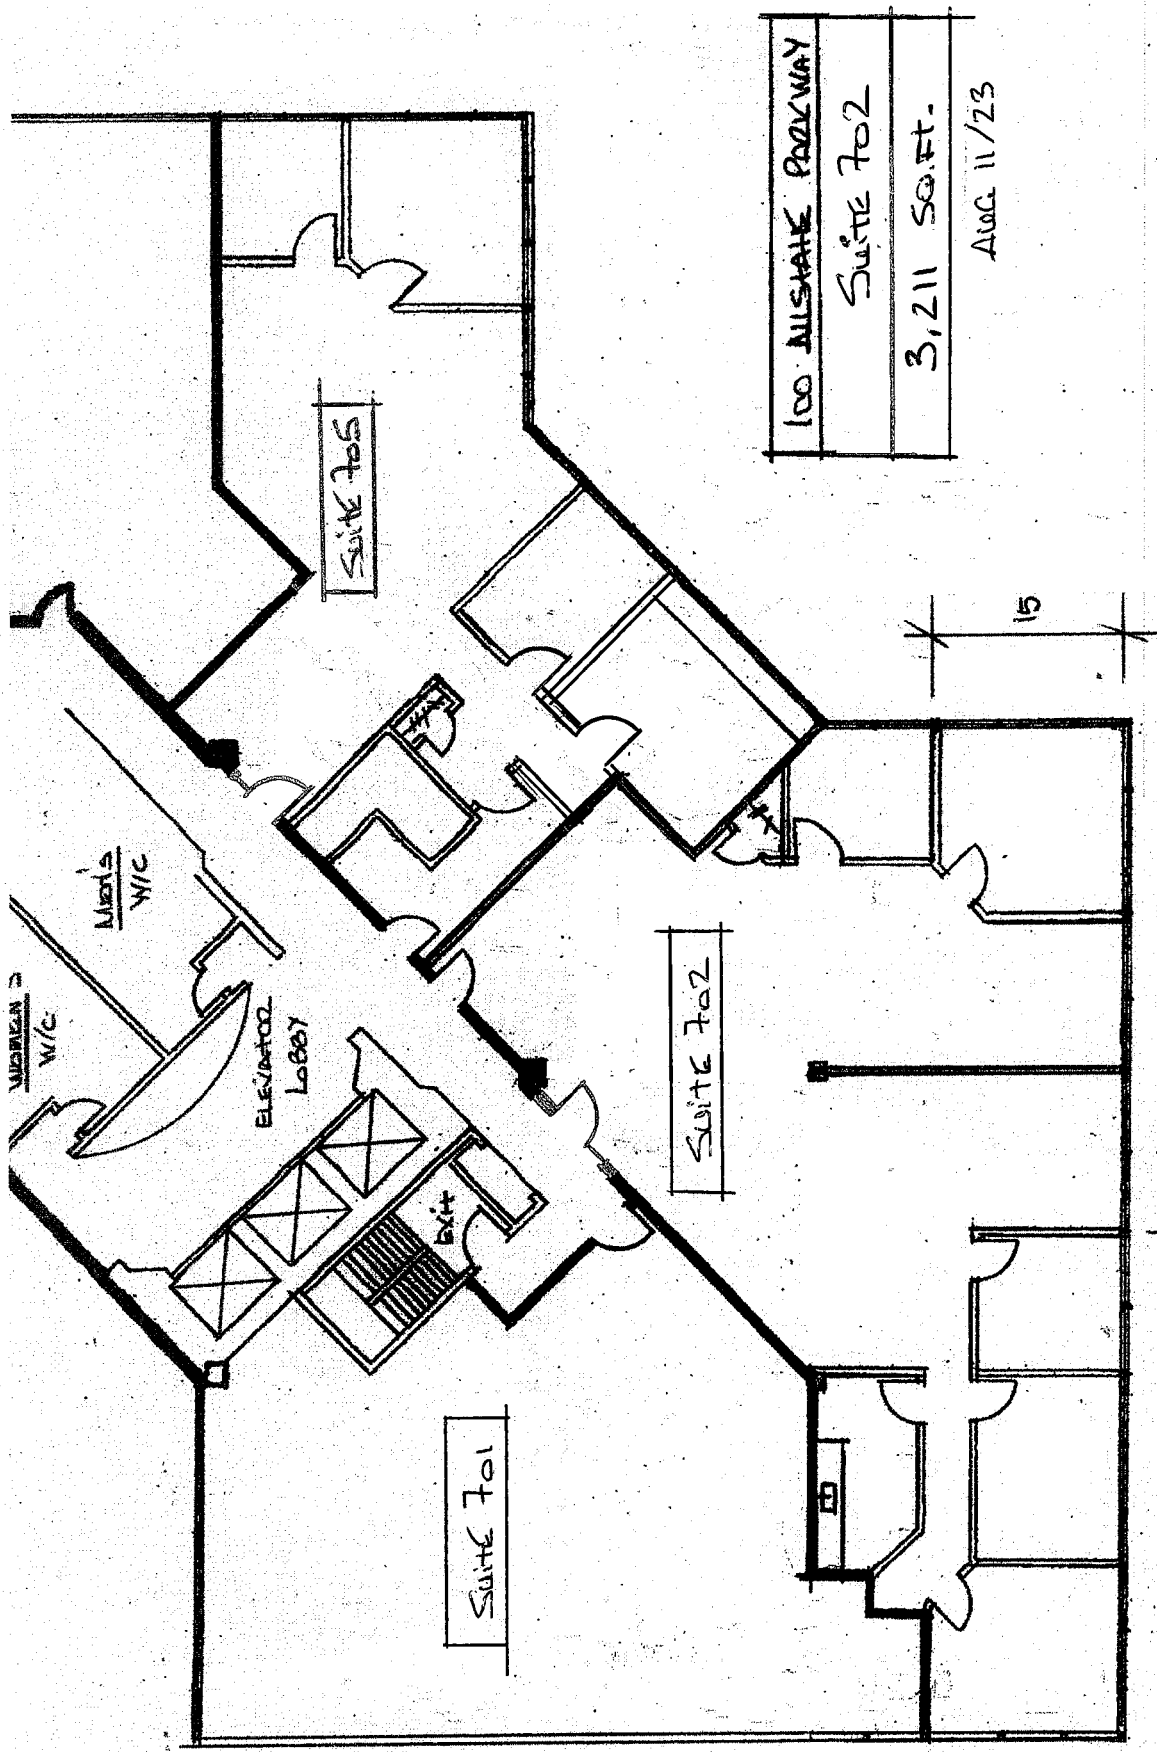 100 Allstate Parkway
Suite 702
3,211 SQ.FT.
Aug 11/23
Suite 705
15
Men's
W/C
Women's
W/C
ELEVATOR
LOBBY
Suite 702
Exit
Suite 701